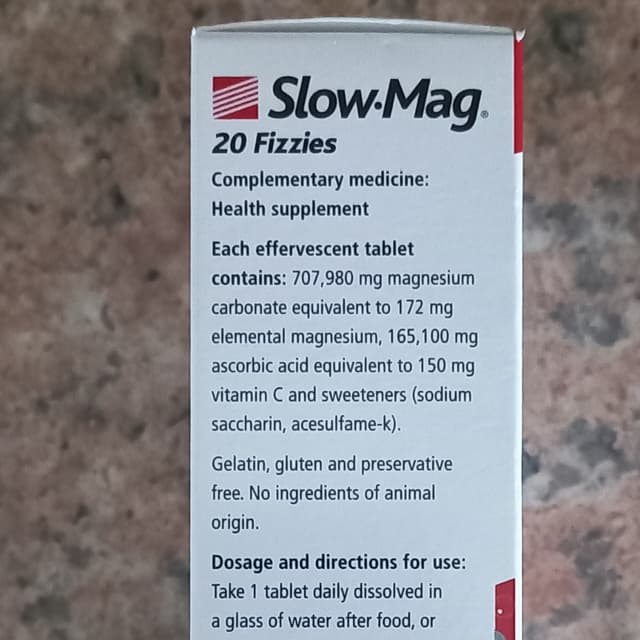 Slow·Mag®
20 Fizzies
Complementary medicine:
Health supplement
Each effervescent tablet
contains: 707,980 mg magnesium
carbonate equivalent to 172 mg
elemental magnesium, 165,100 mg
ascorbic acid equivalent to 150 mg
vitamin C and sweeteners (sodium
saccharin, acesulfame-k).
Gelatin, gluten and preservative
free. No ingredients of animal
origin.
Dosage and directions for use:
Take 1 tablet daily dissolved in
a glass of water after food, or